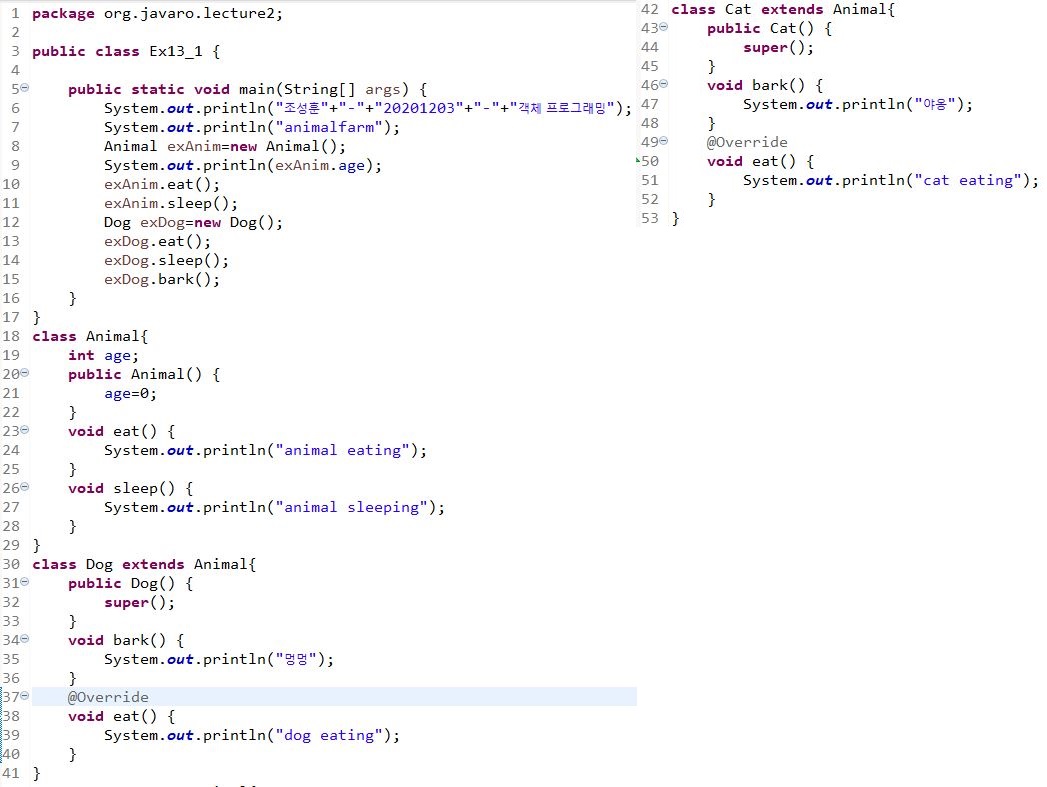 1 package org.javaro.lecture2;
2
3 public class Ex13_1 {
4
5 public static void main(String[] args) {
6 System.out.println("조성훈"+"-"+"20201203"+"-"+"객체 프로그래밍");
7 System.out.println("animalfarm");
8 Animal exAnim=new Animal();
9 System.out.println(exAnim.age);
10 exAnim.eat();
11 exAnim.sleep();
12 Dog exDog=new Dog();
13 exDog.eat();
14 exDog.sleep();
15 exDog.bark();
16 }
17 }
18 class Animal{
19 int age;
20 public Animal() {
21 age=0;
22 }
23 void eat() {
24 System.out.println("animal eating");
25 }
26 void sleep() {
27 System.out.println("animal sleeping");
28 }
29 }
30 class Dog extends Animal{
31 public Dog() {
32 super();
33 }
34 void bark() {
35 System.out.println("멍멍");
36 }
37 @Override
38 void eat() {
39 System.out.println("dog eating");
40 }
41 }
42 class Cat extends Animal{
43 public Cat() {
44 super();
45 }
46 void bark() {
47 System.out.println("야옹");
48 }
49 @Override
50 void eat() {
51 System.out.println("cat eating");
52 }
53 }